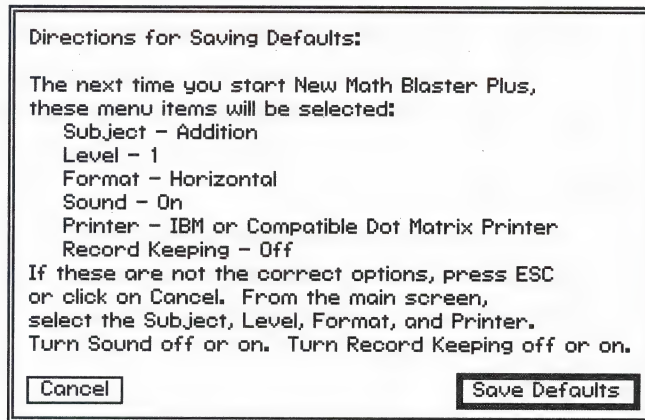 Directions for Saving Defaults:
The next time you start New Math Blaster Plus,
these menu items will be selected:
Subject – Addition
Level – 1
Format – Horizontal
Sound – On
Printer – IBM or Compatible Dot Matrix Printer
Record Keeping – Off
If these are not the correct options, press ESC
or click on Cancel. From the main screen,
select the Subject, Level, Format, and Printer.
Turn Sound off or on. Turn Record Keeping off or on.
Cancel Save Defaults